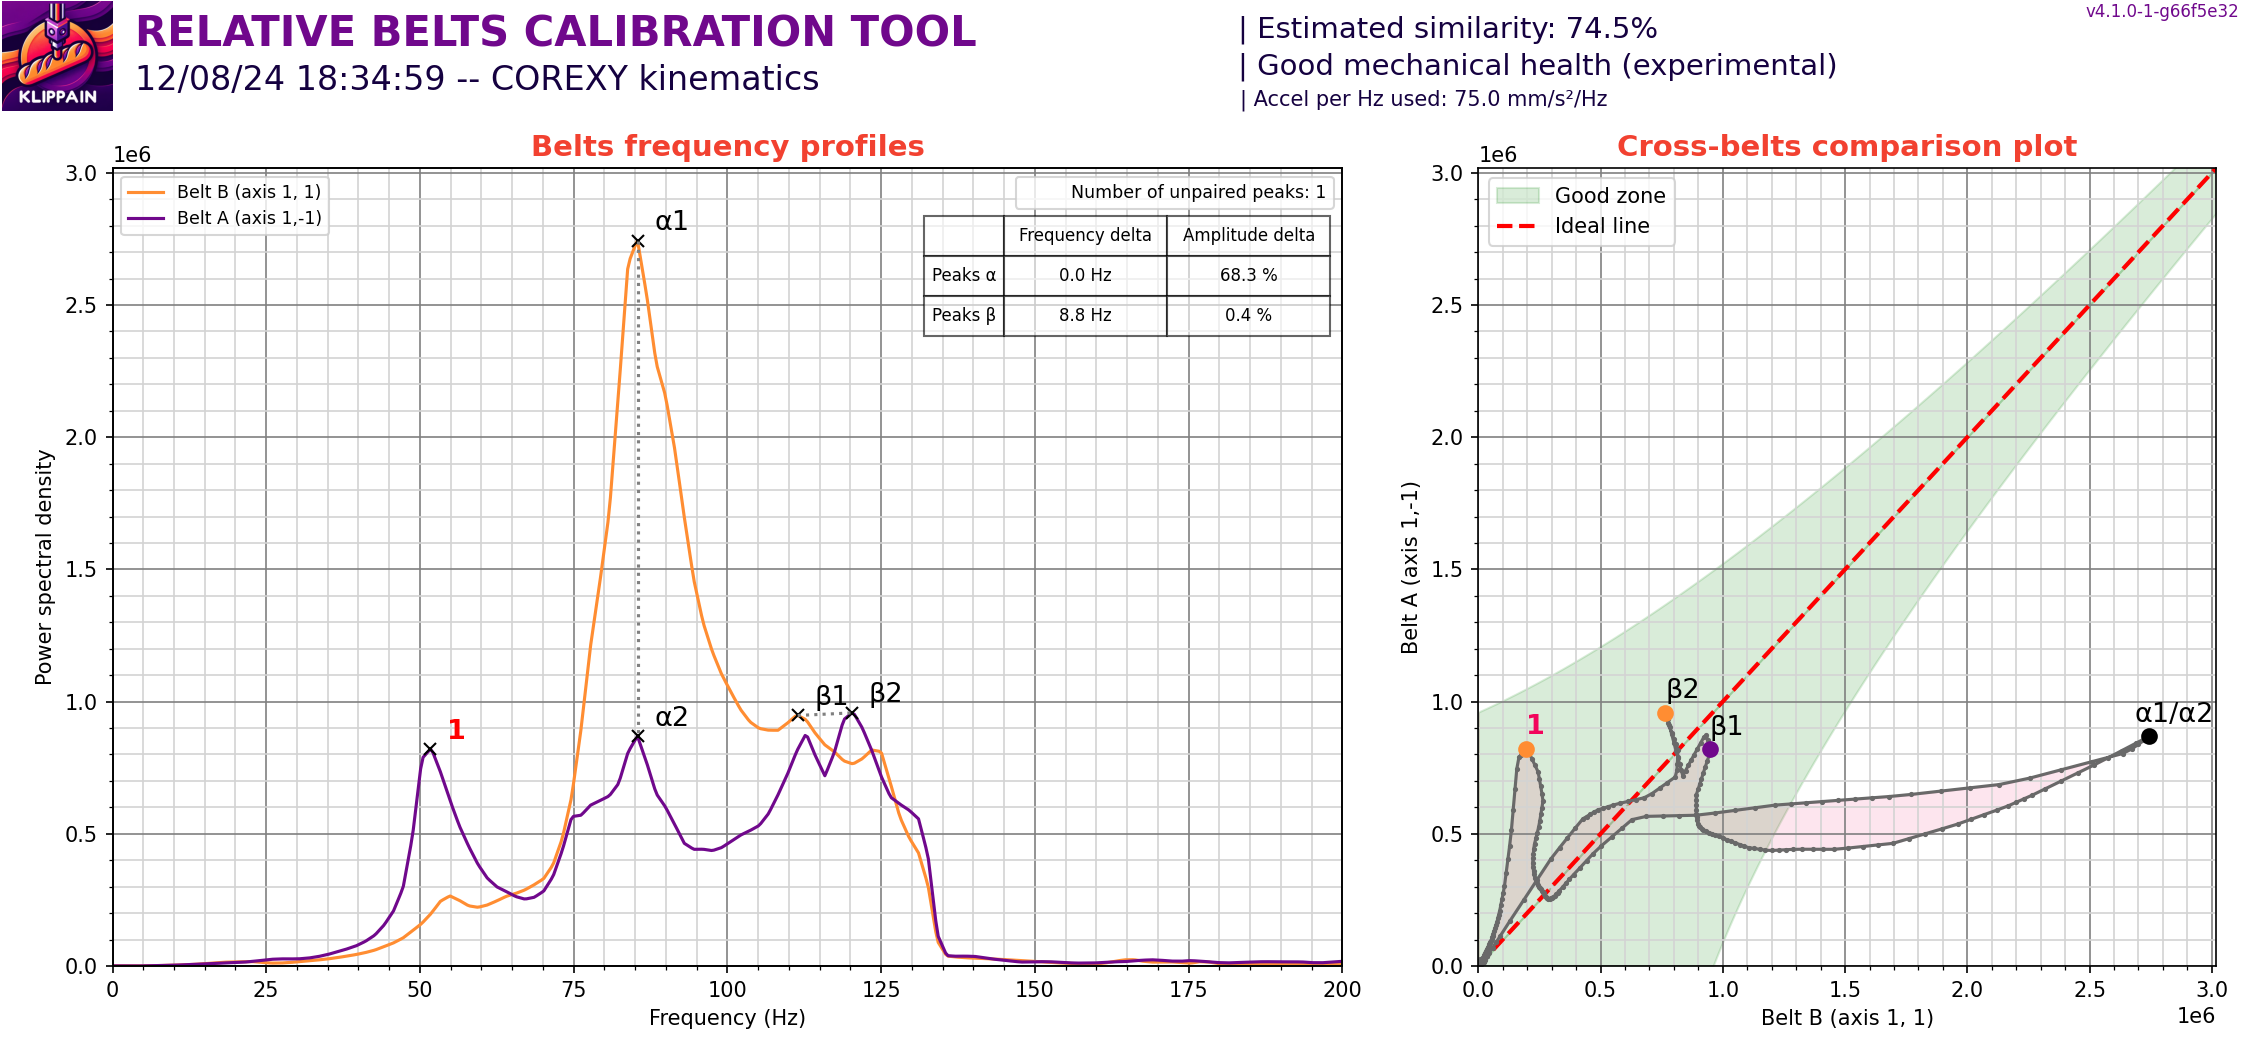 KLIPPAIN
RELATIVE BELTS CALIBRATION TOOL
12/08/24 18:34:59 -- COREXY kinematics
| Estimated similarity: 74.5%
| Good mechanical health (experimental)
| Accel per Hz used: 75.0 mm/s²/Hz
v4.1.0-1-g66f5e32
Belts frequency profiles
1e6
3.0
2.5
2.0
1.5
1.0
0.5
0.0
Power spectral density
Belt B (axis 1, 1)
Belt A (axis 1,-1)
Number of unpaired peaks: 1
Frequency delta Amplitude delta
Peaks α 0.0 Hz 68.3 %
Peaks β 8.8 Hz 0.4 %
α1
α2
β1
β2
1
0 25 50 75 100 125 150 175 200
Frequency (Hz)
Cross-belts comparison plot
1e6
3.0
2.5
2.0
1.5
1.0
0.5
0.0
Belt A (axis 1,-1)
Good zone
Ideal line
β2
1
β1
α1/α2
0.0 0.5 1.0 1.5 2.0 2.5 3.0
Belt B (axis 1, 1)
1e6